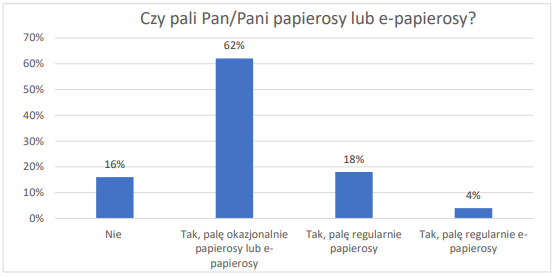 Czy pali Pan/Pani papierosy lub e-papierosy?
70%
60%
50%
40%
30%
20%
10%
0%
16%
62%
18%
4%
Nie
Tak, palę okazjonalnie
papierosy lub e-
papierosy
Tak, palę regularnie
papierosy
Tak, palę regularnie e-
papierosy